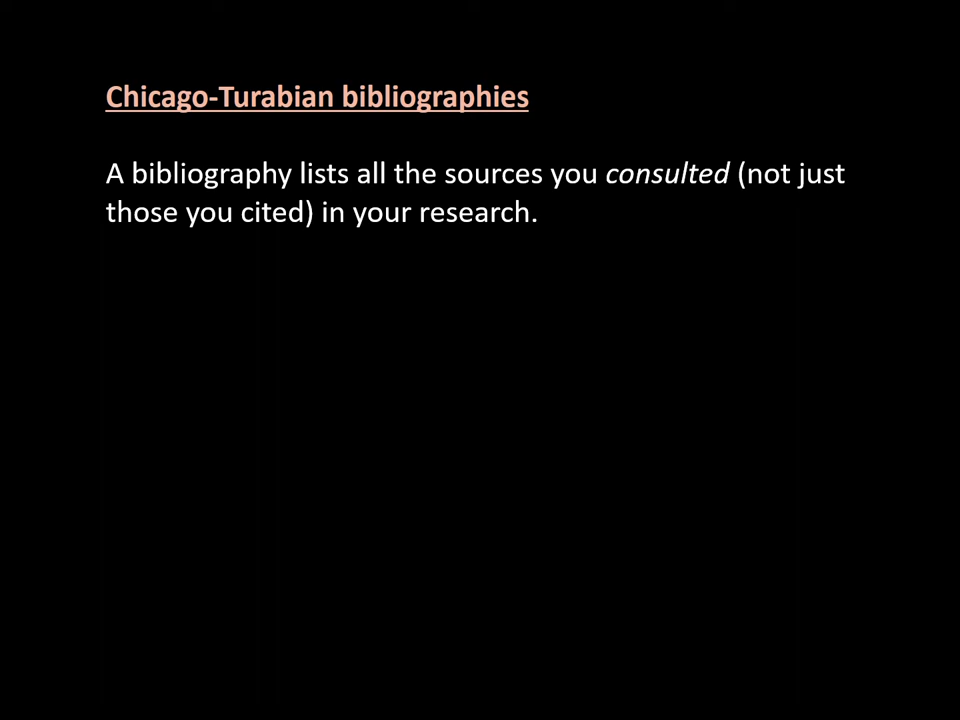 Chicago-Turabian bibliographies
A bibliography lists all the sources you consulted (not just
those you cited) in your research.